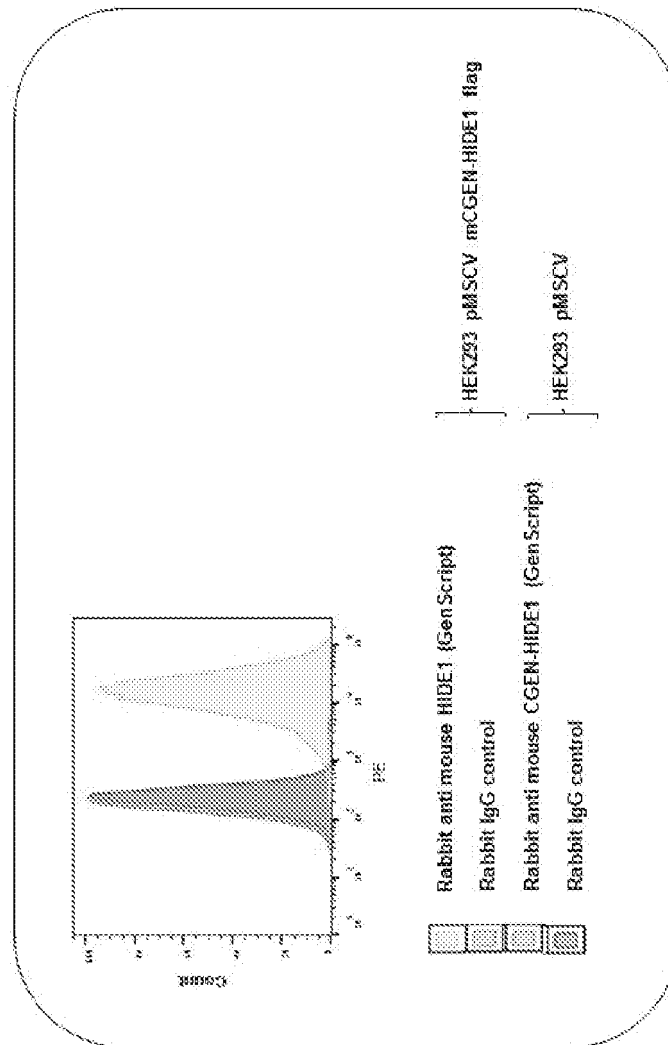 Count
PE
Rabbit anti mouse HIDE1 (GenScript)
Rabbit IgG control
HEK293 pMSCV mCGEN-HIDE1 flag
Rabbit anti mouse CGEN-HIDE1 (GenScript)
Rabbit IgG control
HEK293 pMSCV